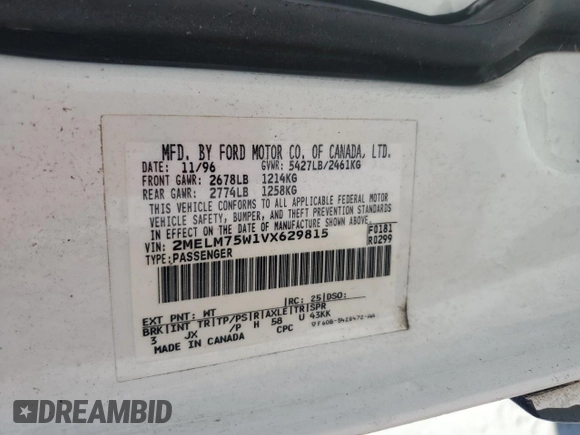 MFD. BY FORD MOTOR CO. OF CANADA, LTD.
DATE: 11/96 GVWR: 5427LB/2461KG
FRONT GAWR: 2678LB 1214KG
REAR GAWR: 2774LB 1258KG
THIS VEHICLE CONFORMS TO ALL APPLICABLE FEDERAL MOTOR
VEHICLE SAFETY, BUMPER, AND THEFT PREVENTION STANDARDS
IN EFFECT ON THE DATE OF MANUFACTURE SHOWN ABOVE.
VIN: 2MELM75W1VX629815 F0181
TYPE: PASSENGER R0299
EXT PNT: WT RC: 25 DSO:
BRK INT TR TP/PS R AXLE TR SPR
3 JX /P H 58 U 43KK
MADE IN CANADA CPC
DREAMBID